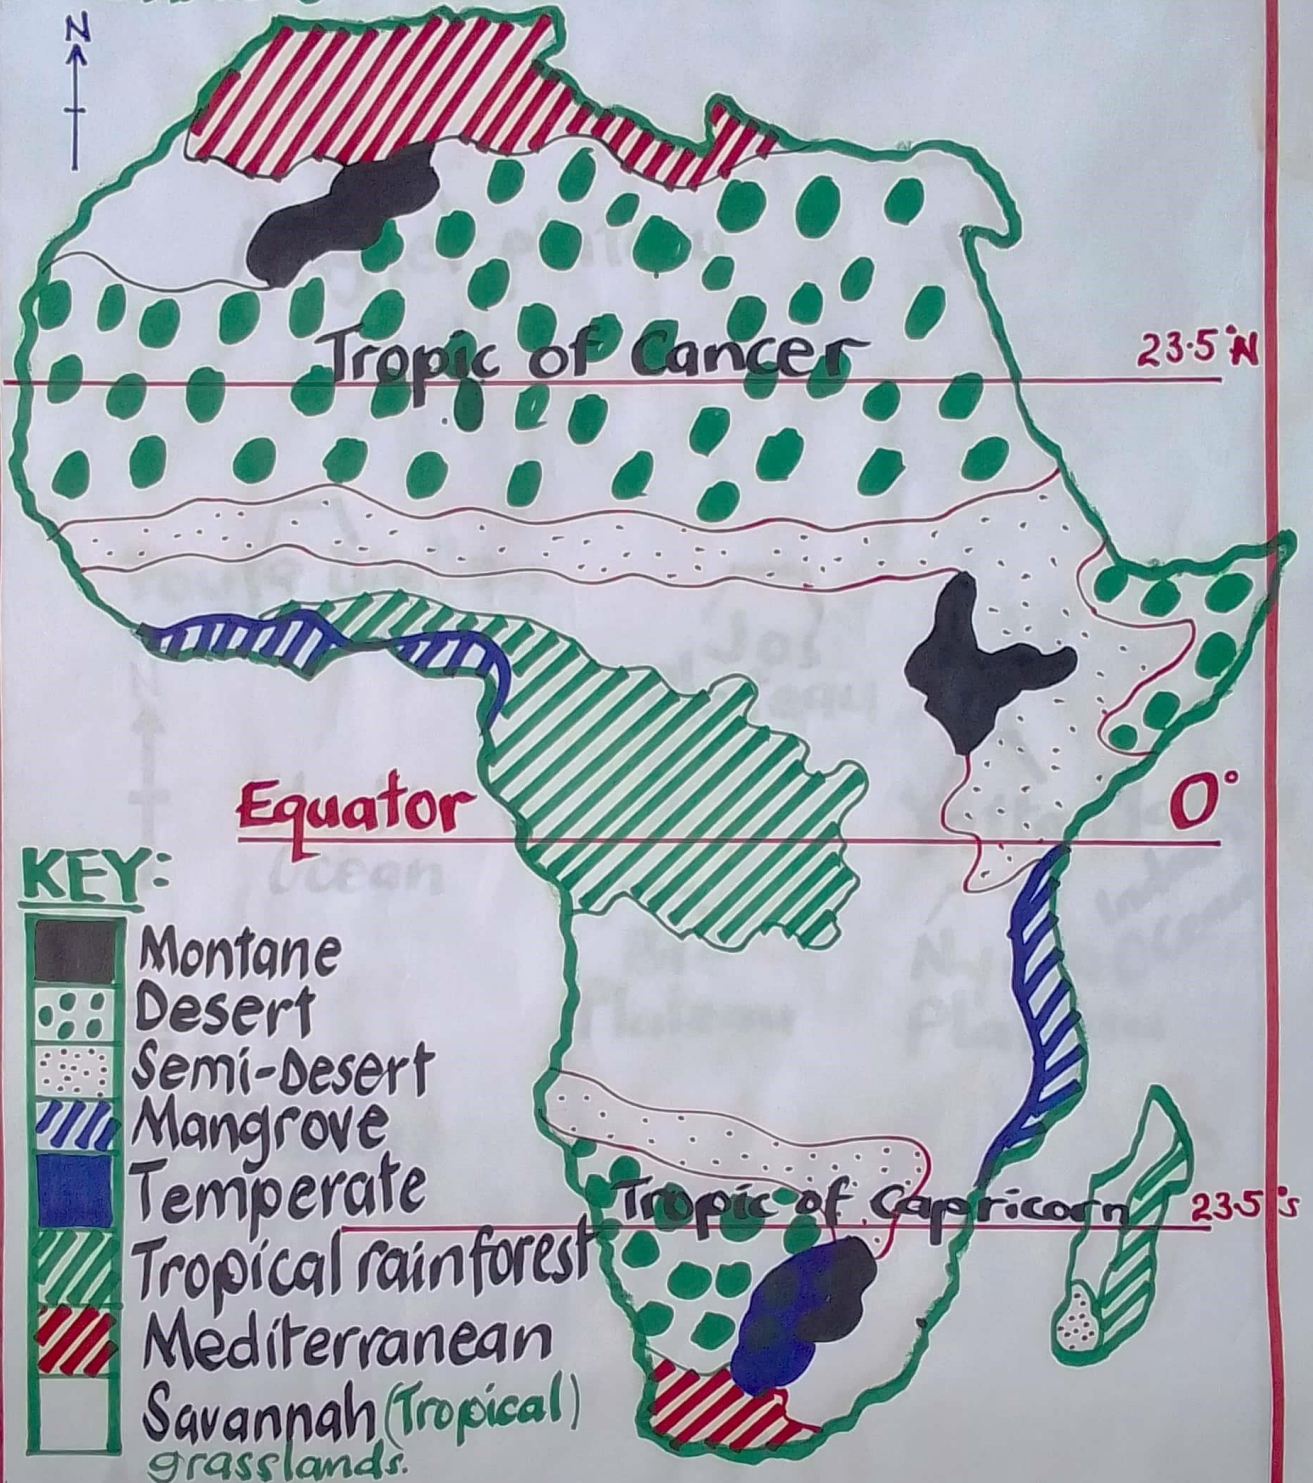 N
Tropic of Cancer
23.5°N
Equator
0°
KEY:
Montane
Desert
Semi-Desert
Mangrove
Temperate
Tropic of Capricorn
23.5°s
Tropical rainforest
Mediterranean
Savannah (Tropical)
grasslands.